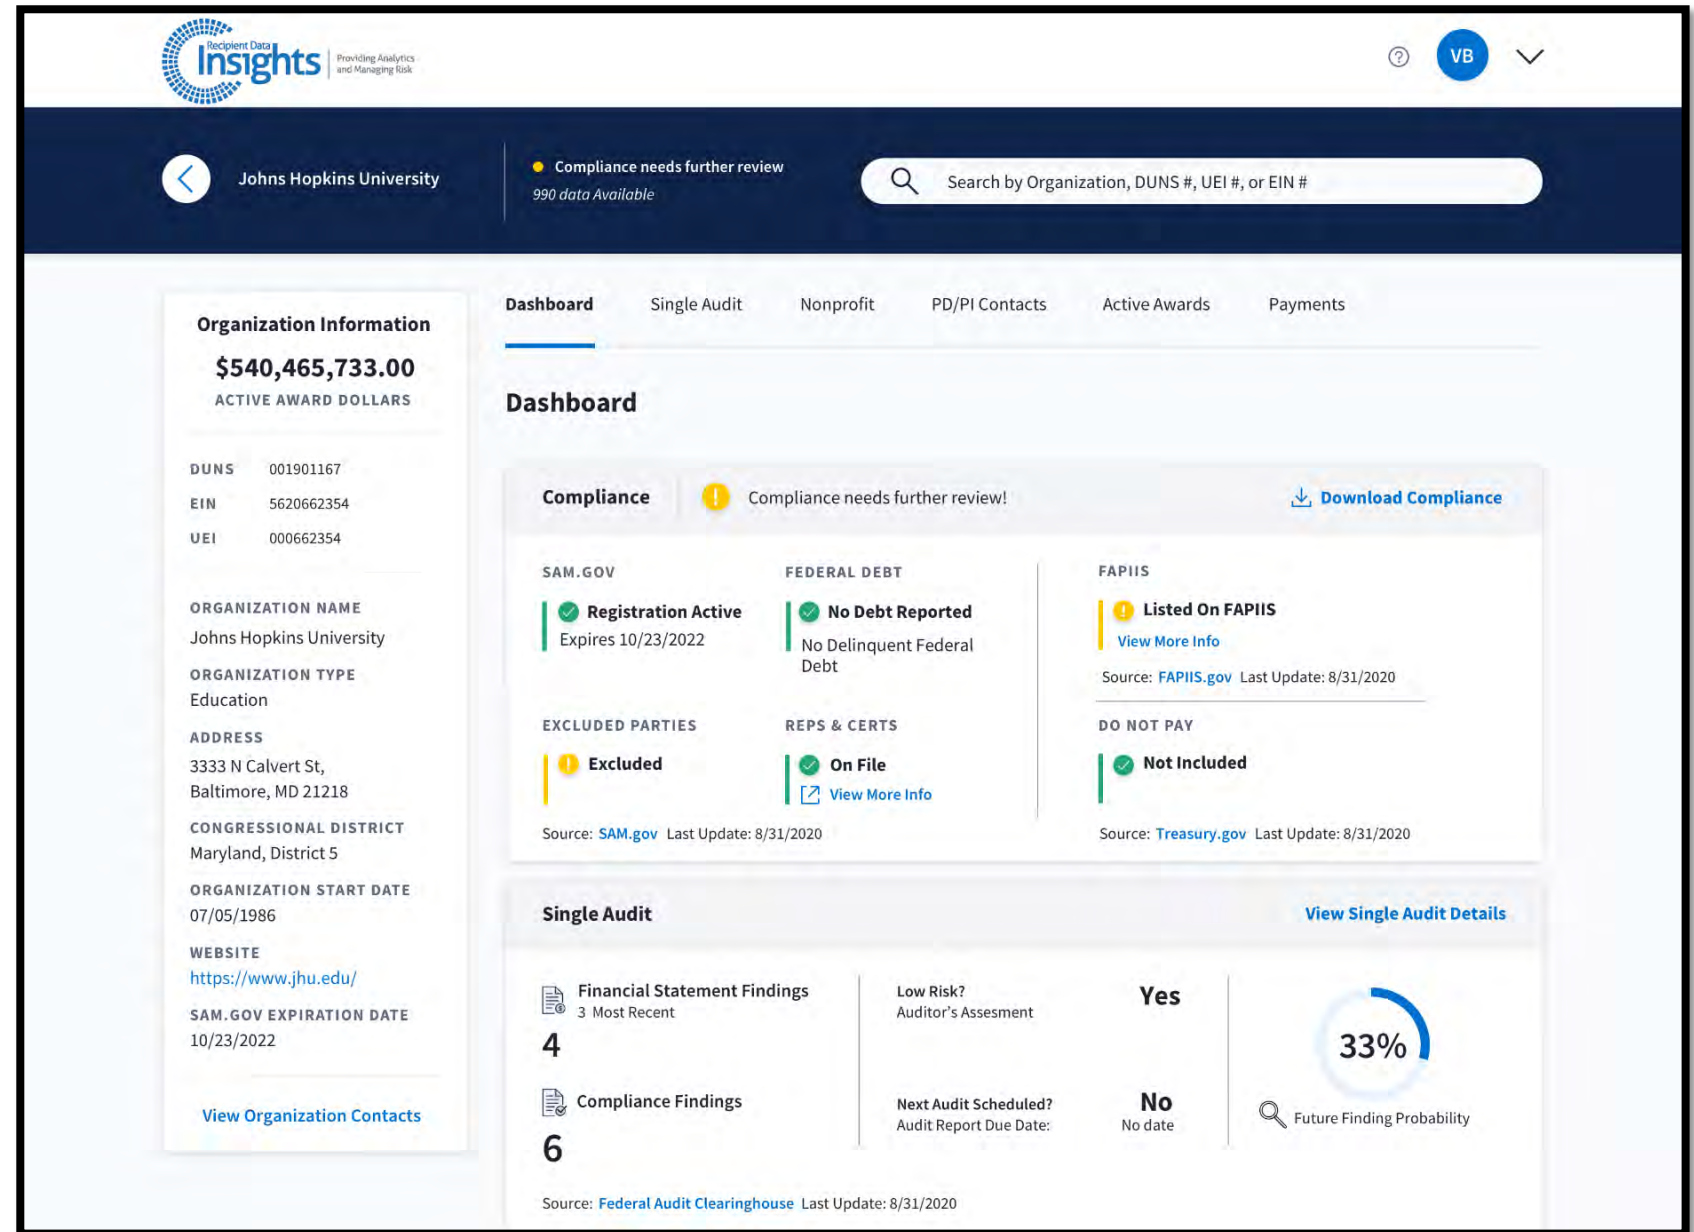 Recipient Data
Insights
Providing Analytics
and Managing Risk
?
VB
Johns Hopkins University
Compliance needs further review
990 data Available
Search by Organization, DUNS #, UEI #, or EIN #
Organization Information
$540,465,733.00
ACTIVE AWARD DOLLARS
DUNS 001901167
EIN 5620662354
UEI 000662354
ORGANIZATION NAME
Johns Hopkins University
ORGANIZATION TYPE
Education
ADDRESS
3333 N Calvert St,
Baltimore, MD 21218
CONGRESSIONAL DISTRICT
Maryland, District 5
ORGANIZATION START DATE
07/05/1986
WEBSITE
https://www.jhu.edu/
SAM.GOV EXPIRATION DATE
10/23/2022
View Organization Contacts
Dashboard Single Audit Nonprofit PD/PI Contacts Active Awards Payments
Dashboard
Compliance ! Compliance needs further review! Download Compliance
SAM.GOV
Registration Active
Expires 10/23/2022
FEDERAL DEBT
No Debt Reported
No Delinquent Federal
Debt
FAPIIS
! Listed On FAPIIS
View More Info
Source: FAPIIS.gov Last Update: 8/31/2020
EXCLUDED PARTIES
! Excluded
REPS & CERTS
On File
View More Info
Source: SAM.gov Last Update: 8/31/2020
DO NOT PAY
Not Included
Source: Treasury.gov Last Update: 8/31/2020
Single Audit View Single Audit Details
Financial Statement Findings
3 Most Recent
4
Compliance Findings
6
Low Risk? Yes
Auditor's Assesment
Next Audit Scheduled? No
Audit Report Due Date: No date
33%
Future Finding Probability
Source: Federal Audit Clearinghouse Last Update: 8/31/2020